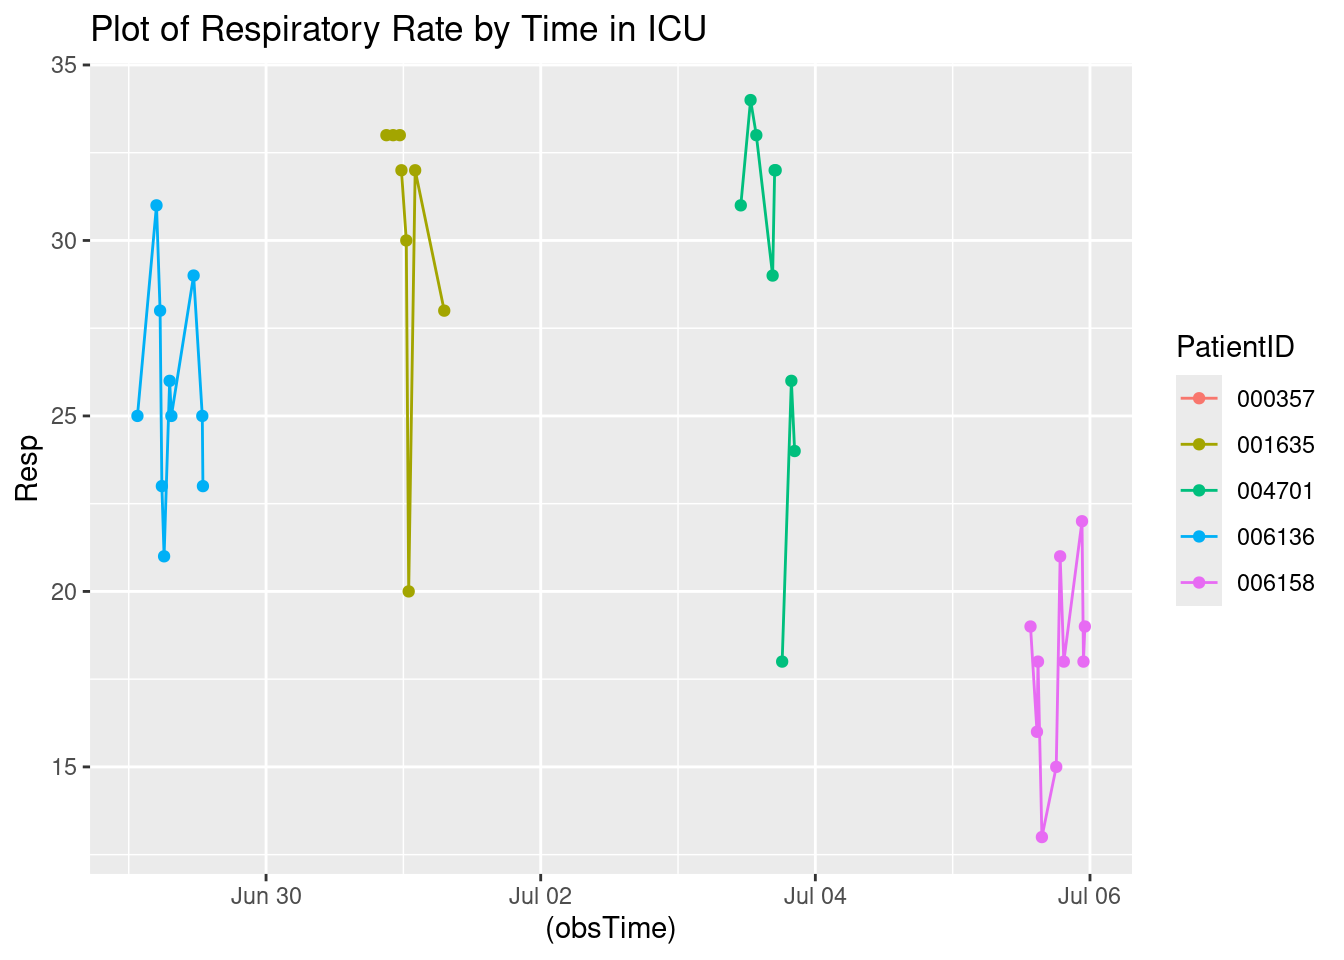 Plot of Respiratory Rate by Time in ICU
35
30
25
20
15
Resp
Jun 30
Jul 02
Jul 04
Jul 06
(obsTime)
PatientID
000357
001635
004701
006136
006158